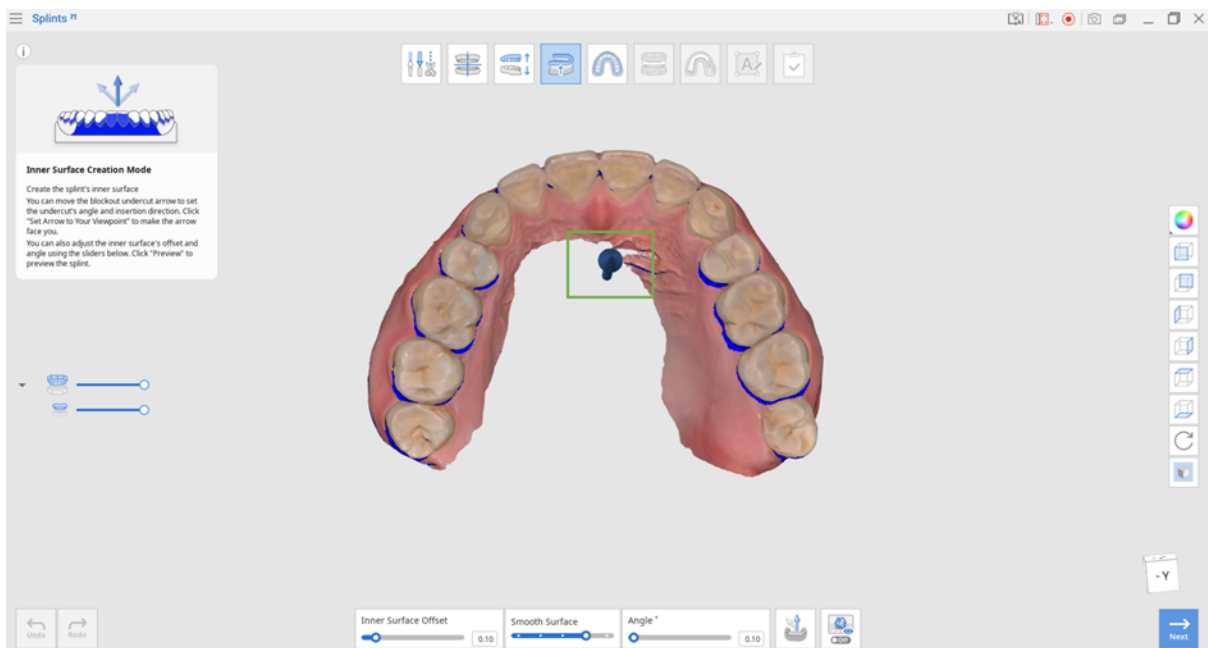 Splints
Inner Surface Creation Mode
Create the splint's inner surface
You can move the blockout undercut arrow to set
the undercut's angle and insertion direction. Click
"Set Arrow to Your Viewpoint" to make the arrow
face you.
You can also adjust the inner surface's offset and
angle using the sliders below. Click "Preview" to
preview the splint.
A
- Y
Undo
Redo
Inner Surface Offset
0.10
Smooth Surface
Angle °
0.10
Off
Next